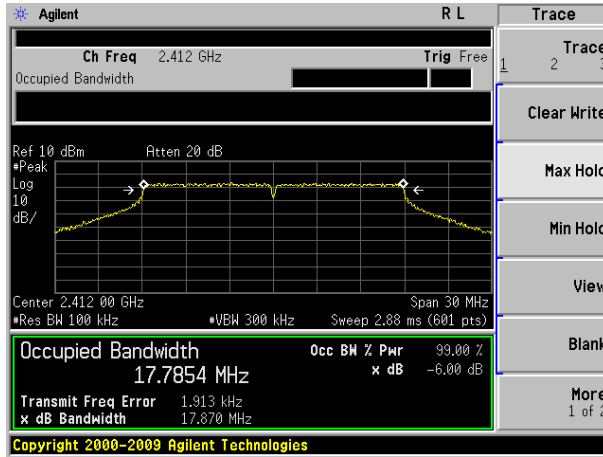 Agilent R L Trace
Ch Freq 2.412 GHz Trig Free
Occupied Bandwidth
Trace
1 2 3
Clear Write
Max Hold
Min Hold
View
Blank
More
1 of 2
Ref 10 dBm Atten 20 dB
#Peak
Log
10
dB/
Center 2.412 00 GHz Span 30 MHz
#Res BW 100 kHz #VBW 300 kHz Sweep 2.88 ms (601 pts)
Occupied Bandwidth Occ BW % Pwr 99.00 %
17.7854 MHz x dB -6.00 dB
Transmit Freq Error 1.913 kHz
x dB Bandwidth 17.870 MHz
Copyright 2000-2009 Agilent Technologies